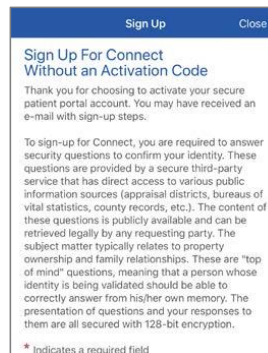 Sign Up Close
Sign Up For Connect
Without an Activation Code
Thank you for choosing to activate your secure
patient portal account. You may have received an
e-mail with sign-up steps.
To sign-up for Connect, you are required to answer
security questions to confirm your identity. These
questions are provided by a secure third-party
service that has direct access to various public
information sources (appraisal districts, bureaus of
vital statistics, county records, etc.). The content of
these questions is publicly available and can be
retrieved legally by any requesting party. The
subject matter typically relates to property
ownership and family relationships. These are "top
of mind" questions, meaning that a person whose
identity is being validated should be able to
correctly answer from his/her own memory. The
presentation of questions and your responses to
them are all secured with 128-bit encryption.
* Indicates a required field